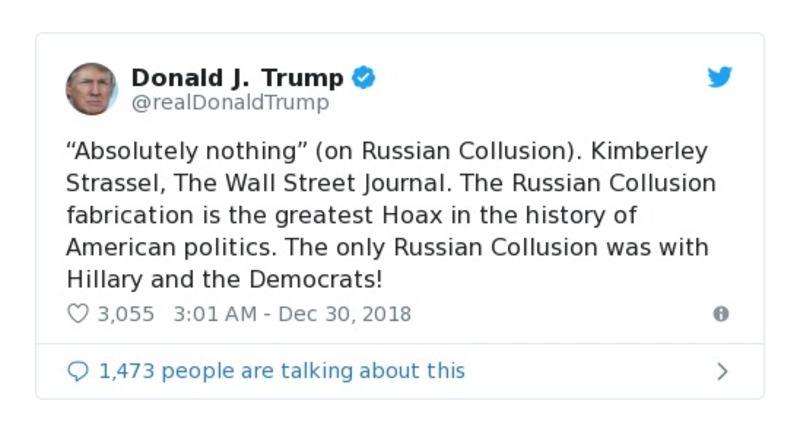 Donald J. Trump
@realDonaldTrump
“Absolutely nothing” (on Russian Collusion). Kimberley
Strassel, The Wall Street Journal. The Russian Collusion
fabrication is the greatest Hoax in the history of
American politics. The only Russian Collusion was with
Hillary and the Democrats!
3,055 3:01 AM - Dec 30, 2018
1,473 people are talking about this